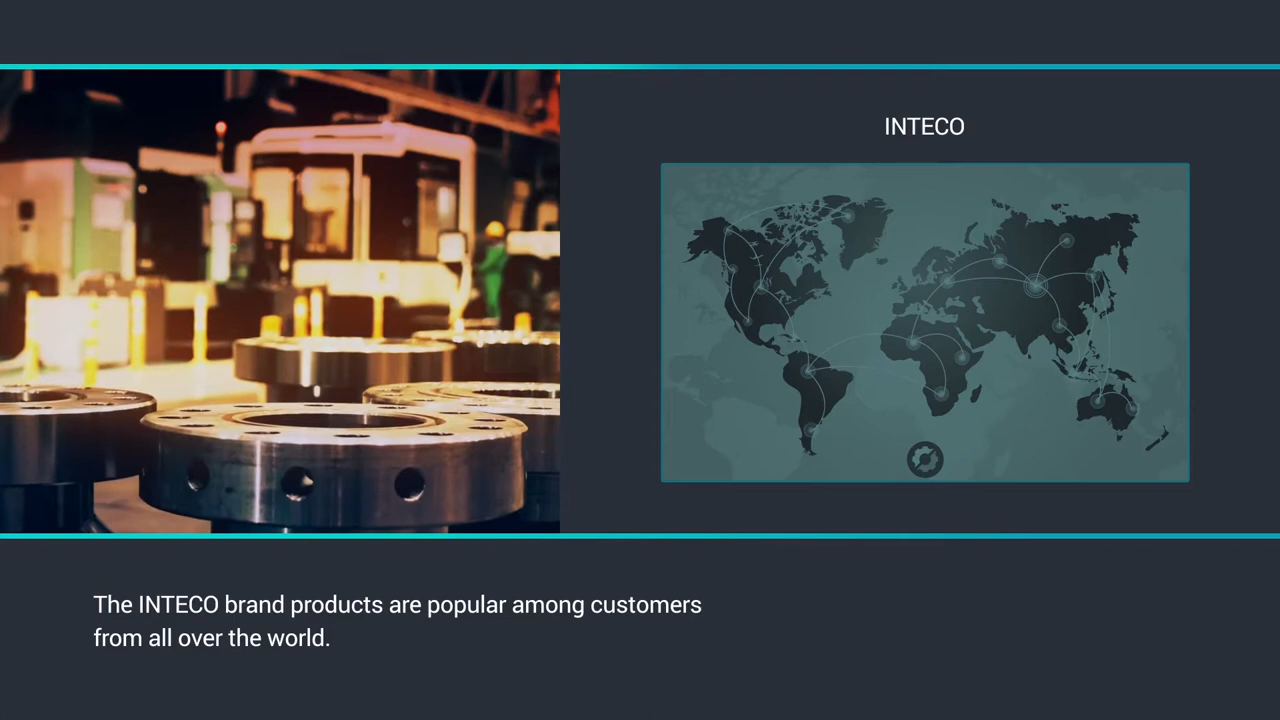 INTECO
The INTECO brand products are popular among customers
from all over the world.